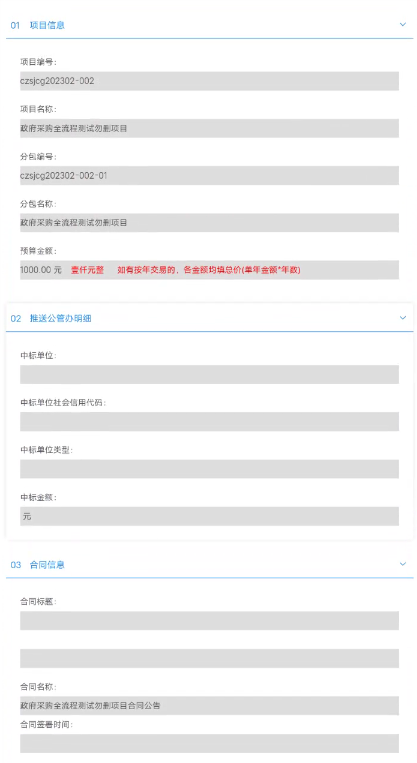 01 项目信息
项目编号：
czsjcg202302-002
项目名称：
政府采购全流程测试勿删项目
分包编号：
czsjcg202302-002-01
分包名称：
政府采购全流程测试勿删项目
预算金额：
1000.00 元 壹仟元整 如有按年交易的，各金额均填总价(单年金额*年数)
02 推送公管办明细
中标单位：
中标单位社会信用代码：
中标单位类型：
中标金额：
元
03 合同信息
合同标题：
合同名称：
政府采购全流程测试勿删项目合同公告
合同签署时间：